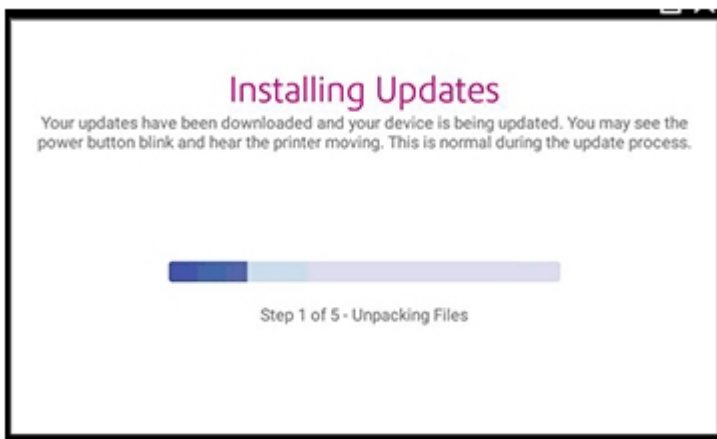 Installing Updates
Your updates have been downloaded and your device is being updated. You may see the
power button blink and hear the printer moving. This is normal during the update process.
Step 1 of 5 - Unpacking Files